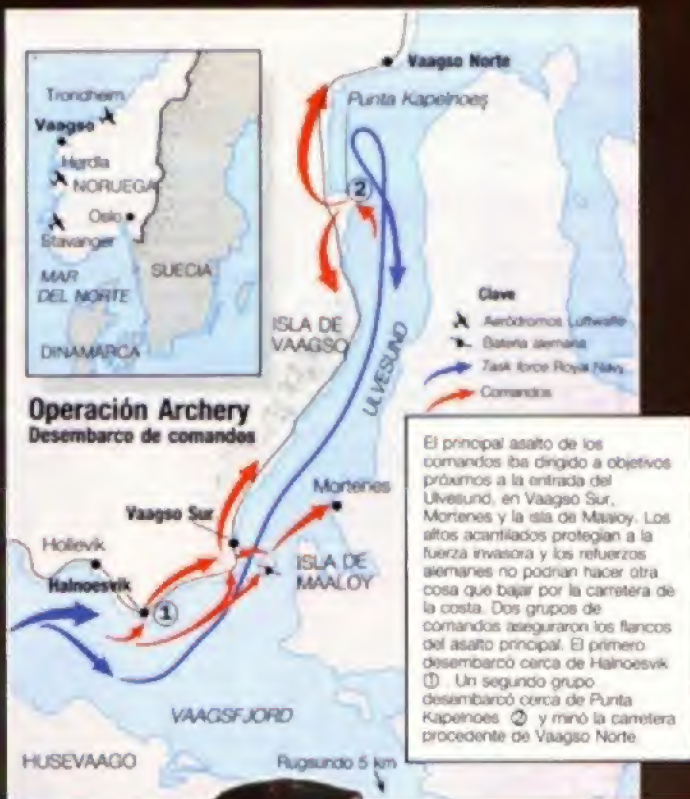 Vaagso Norte
Punta Kapelnoes
Trondheim
Vaagso
Herdla
NORUEGA
Oslo
Stavanger
SUECIA
MAR
DEL NORTE
DINAMARCA
②
ISLA DE
VAAGSO
ULVESUND
Clave
Aeródromos Luftwaffe
Batería alemana
Task force Royal Navy
Comandos
Operación Archery
Desembarco de comandos
Mortenes
Vaagso Sur
Hollevik
Halnoesvik
ISLA DE
MAALOY
①
VAAGSFJORD
HUSEVAAGO
Rugsundo 5 km
El principal asalto de los
comandos iba dirigido a objetivos
próximos a la entrada del
Ulvesund, en Vaagso Sur,
Mortenes y la isla de Maaloy. Los
altos acantilados protegían a la
fuerza invasora y los refuerzos
alemanes no podrían hacer otra
cosa que bajar por la carretera de
la costa. Dos grupos de
comandos aseguraron los flancos
del asalto principal. El primero
desembarcó cerca de Halnoesvik
①. Un segundo grupo
desembarcó cerca de Punta
Kapelnoes ② y minó la carretera
procedente de Vaagso Norte